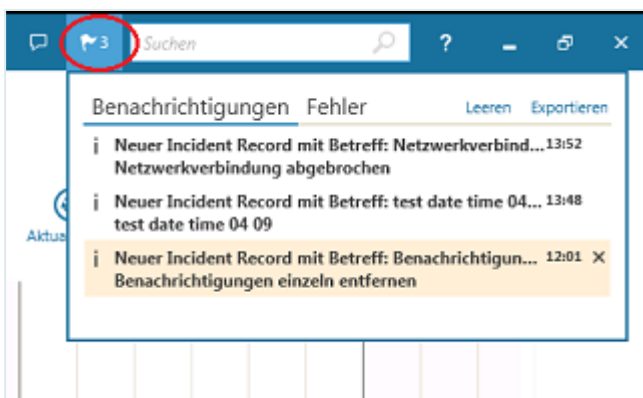 3 Suchen ?
Benachrichtigungen Fehler Leeren Exportieren
i Neuer Incident Record mit Betreff: Netzwerkverbind... 13:52
Netzwerkverbindung abgebrochen
i Neuer Incident Record mit Betreff: test date time 04... 13:48
test date time 04 09
i Neuer Incident Record mit Betreff: Benachrichtigun... 12:01
Benachrichtigungen einzeln entfernen
Aktua